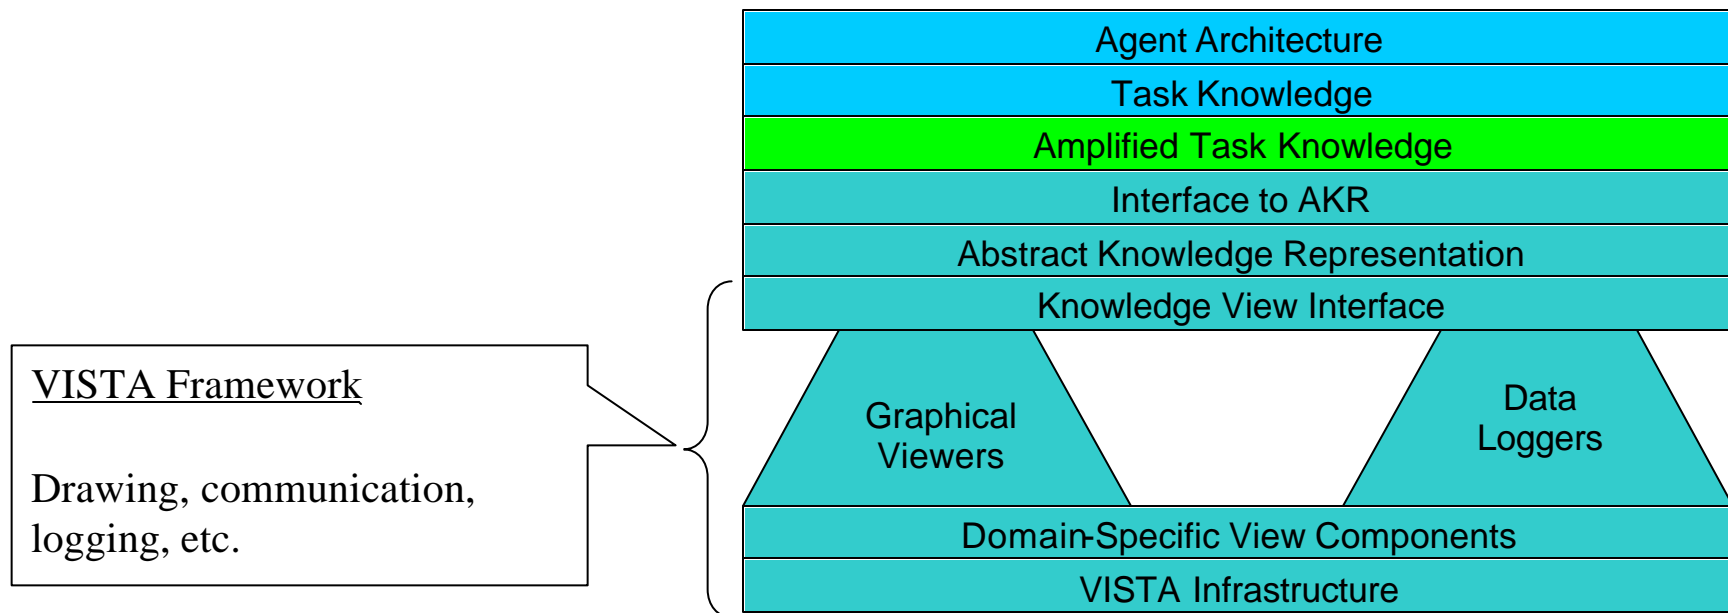 Agent Architecture
Task Knowledge
Amplified Task Knowledge
Interface to AKR
Abstract Knowledge Representation
Knowledge View Interface
VISTA Framework
Drawing, communication,
logging, etc.
Graphical
Viewers
Data
Loggers
Domain-Specific View Components
VISTA Infrastructure